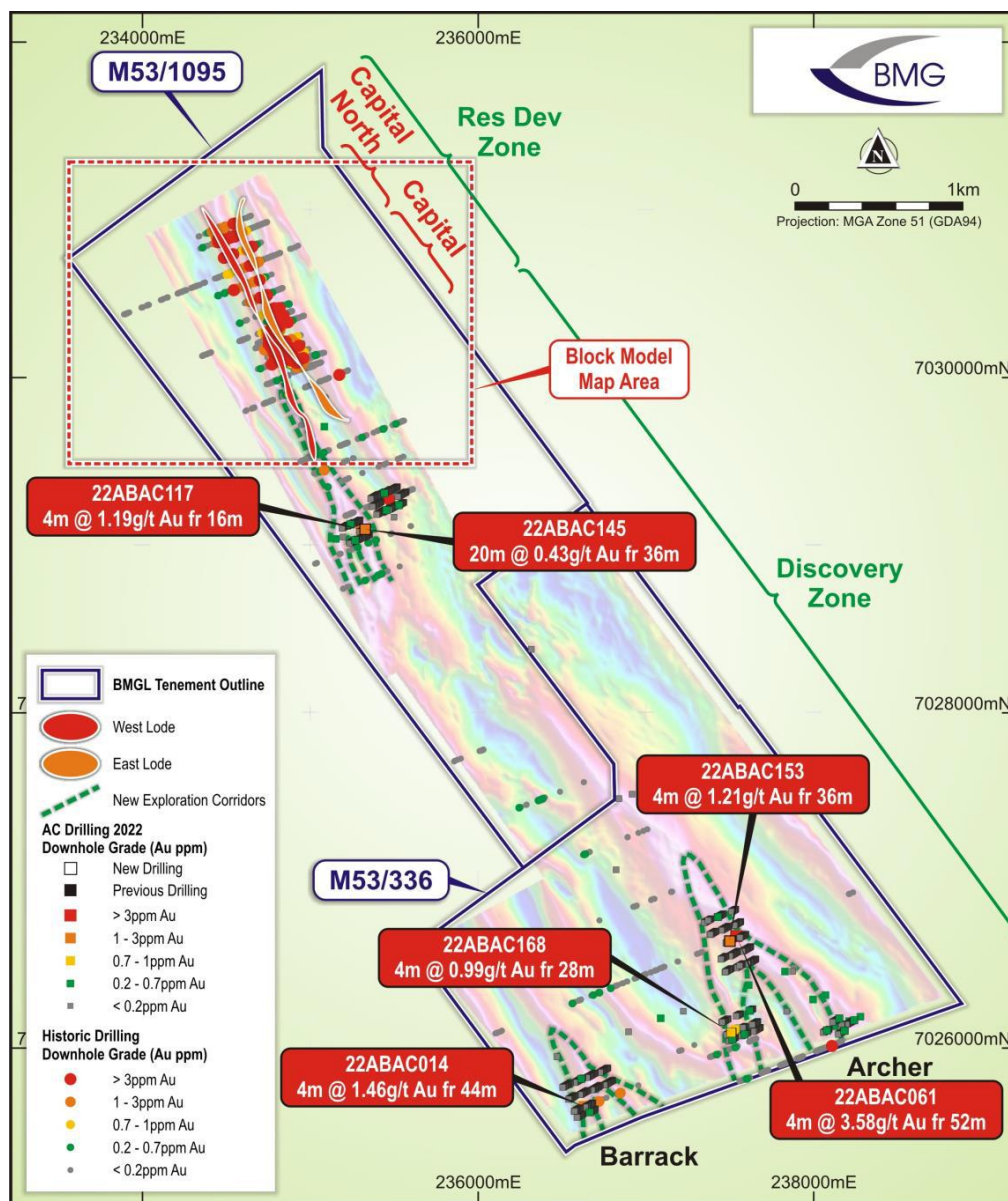 234000mE
236000mE
M53/1095
BMG
Res Dev
Zone
Capital
North
Capital
N
0
1km
Projection: MGA Zone 51 (GDA94)
Block Model
Map Area
7030000mN
22ABAC117
4m @ 1.19g/t Au fr 16m
22ABAC145
20m @ 0.43g/t Au fr 36m
Discovery
Zone
7
7028000mN
BMGL Tenement Outline
West Lode
East Lode
New Exploration Corridors
AC Drilling 2022
Downhole Grade (Au ppm)
New Drilling
Previous Drilling
> 3ppm Au
1 - 3ppm Au
0.7 - 1ppm Au
0.2 - 0.7ppm Au
< 0.2ppm Au
Historic Drilling
Downhole Grade (Au ppm)
> 3ppm Au
1 - 3ppm Au
0.7 - 1ppm Au
0.2 - 0.7ppm Au
< 0.2ppm Au
22ABAC153
4m @ 1.21g/t Au fr 36m
M53/336
22ABAC168
4m @ 0.99g/t Au fr 28m
7
7026000mN
22ABAC014
4m @ 1.46g/t Au fr 44m
Archer
22ABAC061
4m @ 3.58g/t Au fr 52m
Barrack
236000mE
238000mE